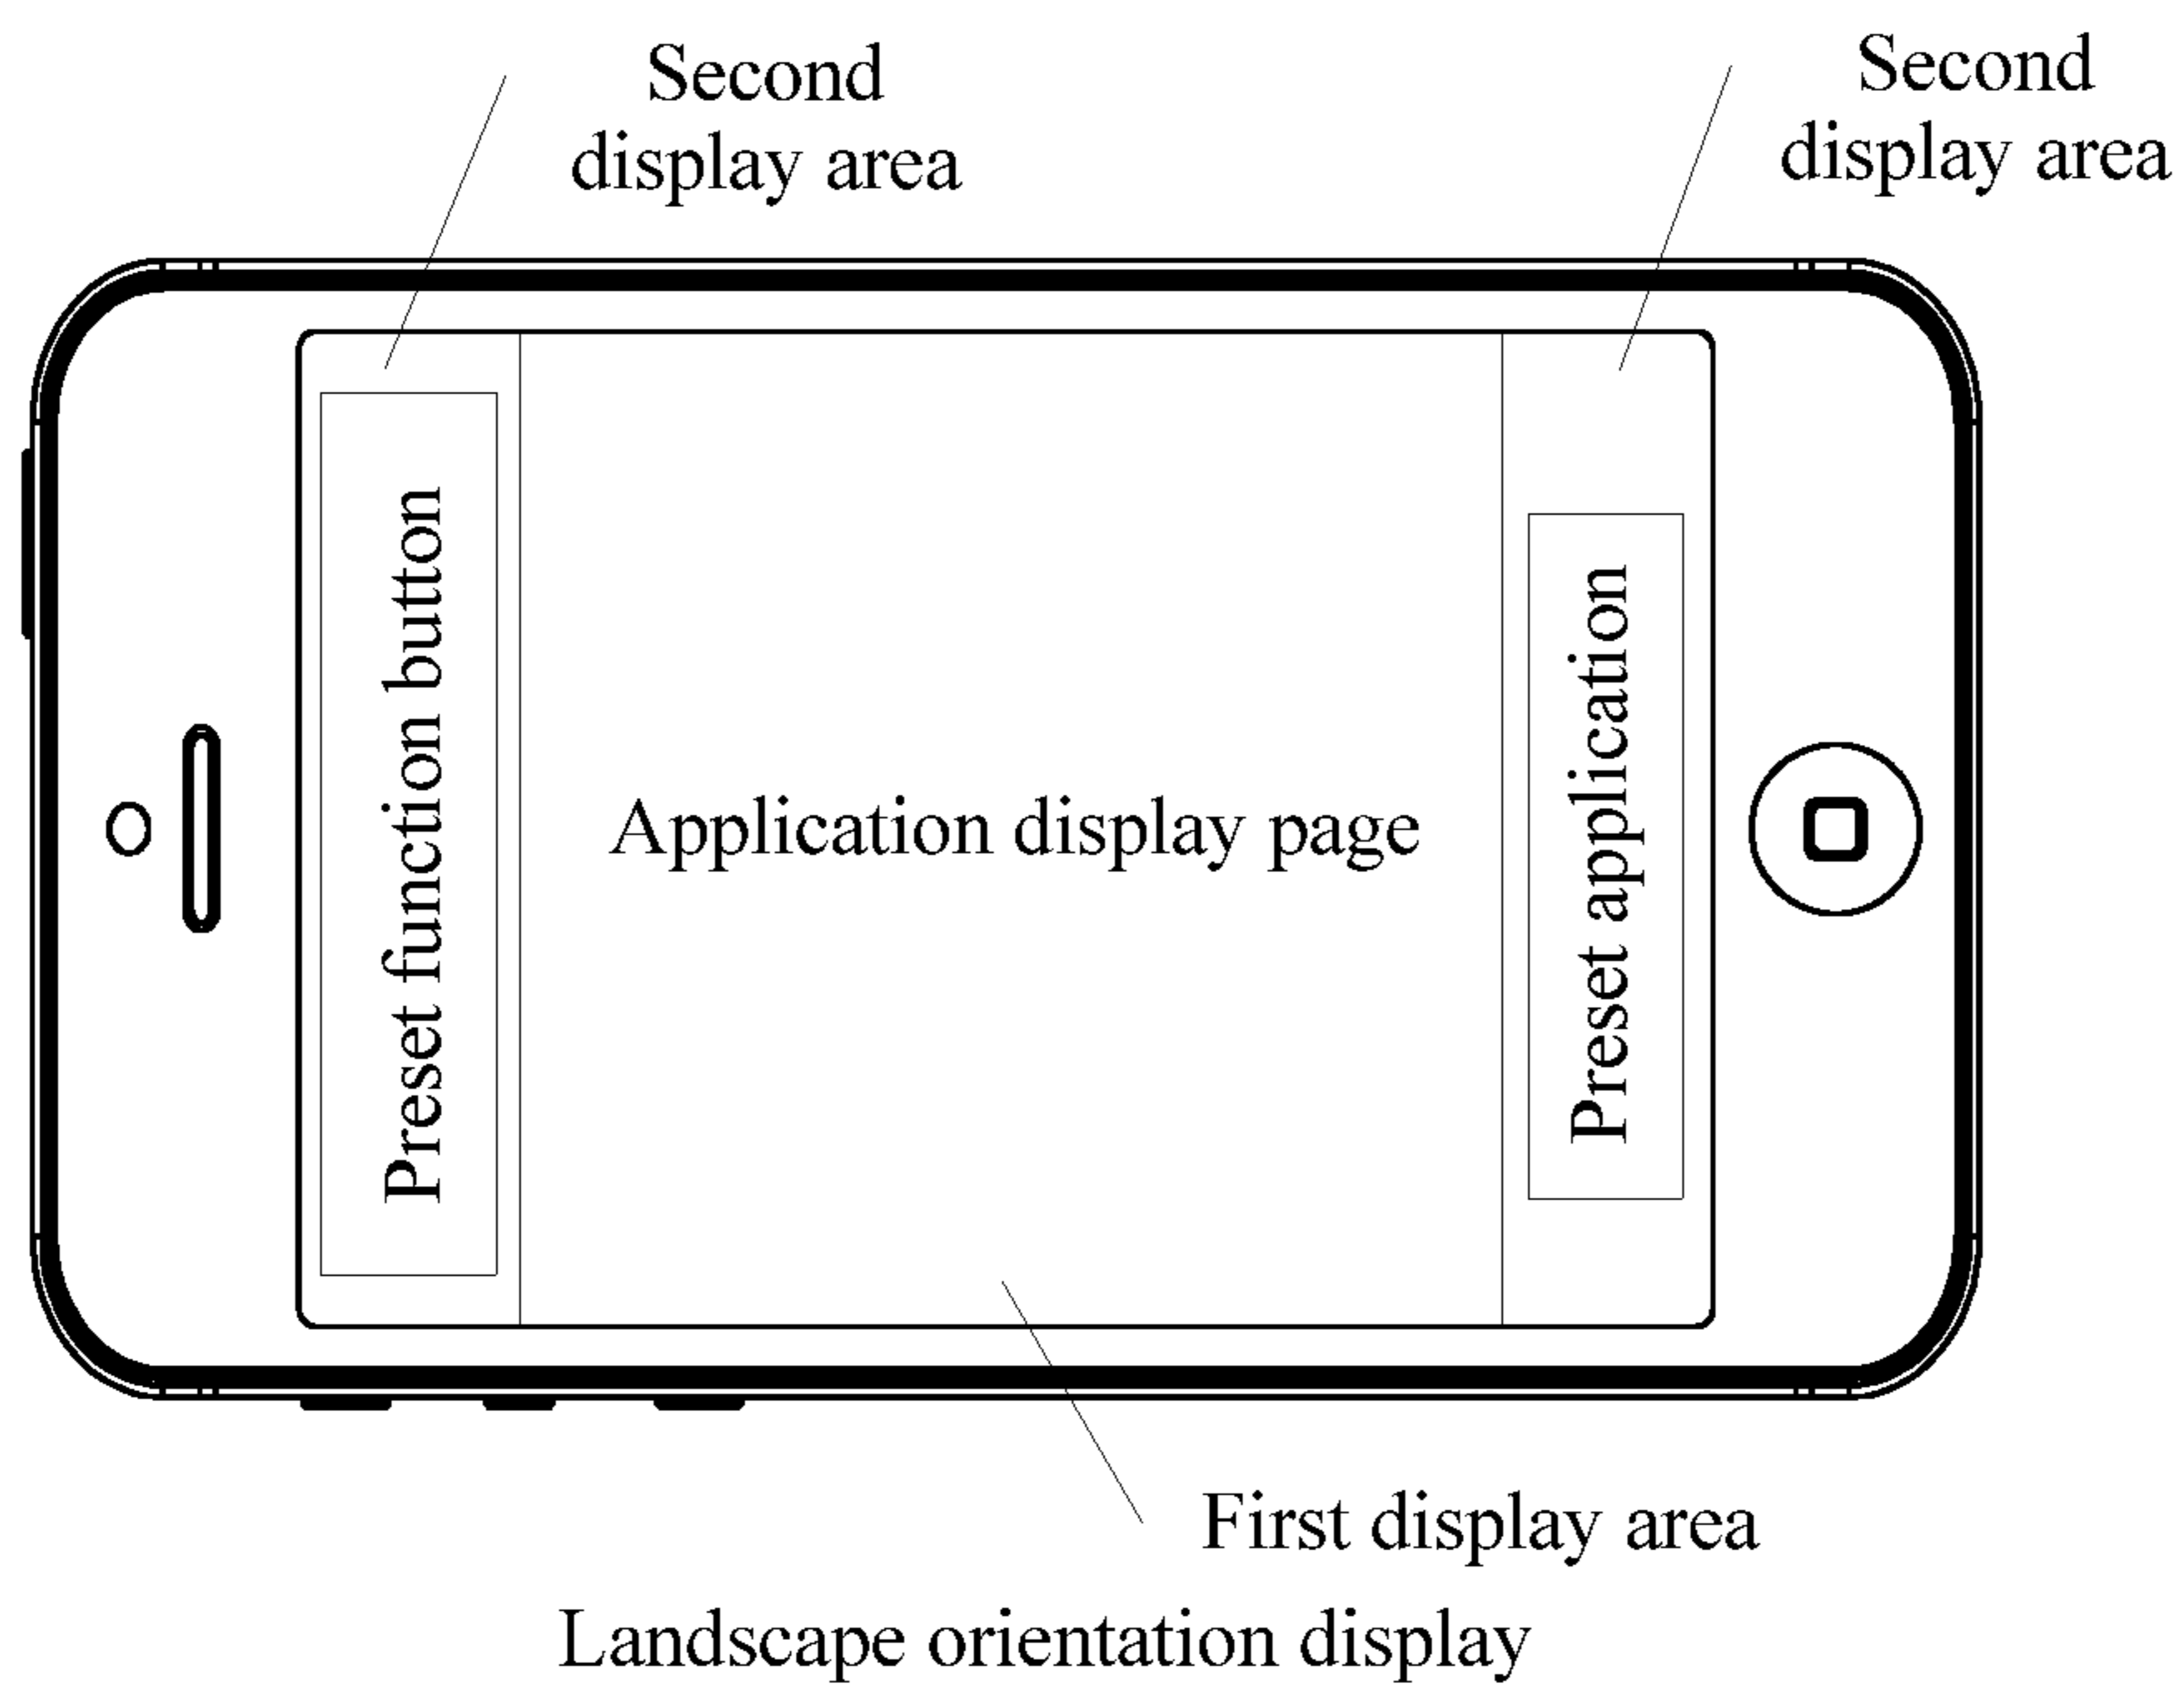 Second
display area
Second
display area
Preset function button
Application display page
Preset application
First display area
Landscape orientation display